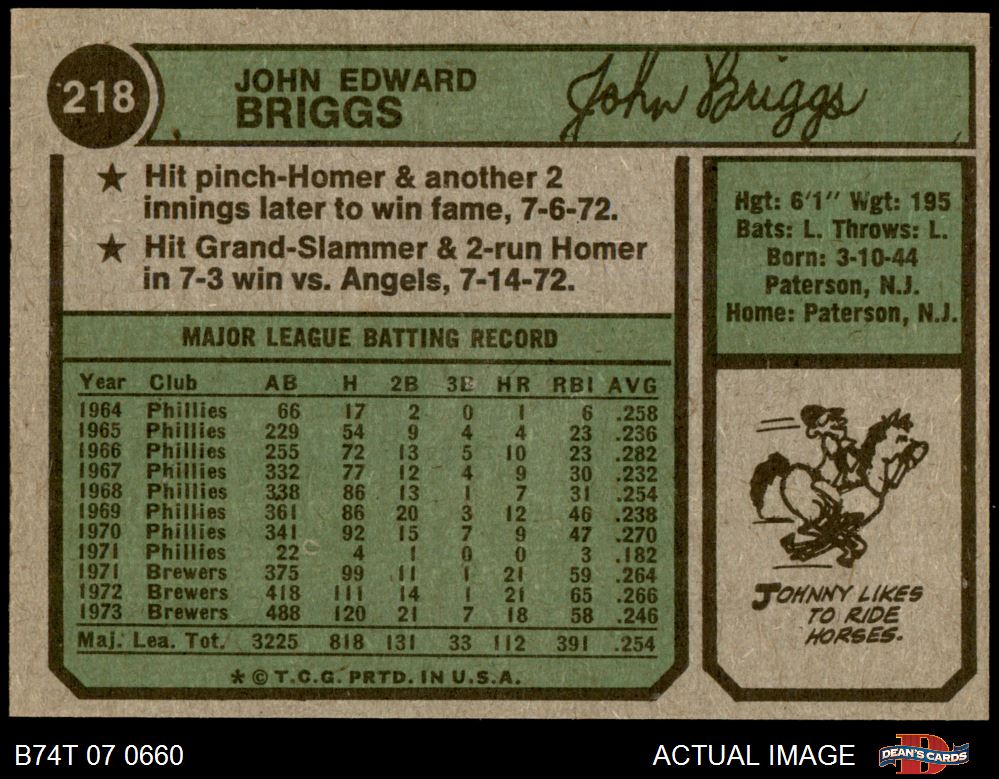 218
JOHN EDWARD
BRIGGS
John Briggs
★ Hit pinch-Homer & another 2
innings later to win fame, 7-6-72.
★ Hit Grand-Slammer & 2-run Homer
in 7-3 win vs. Angels, 7-14-72.
Hgt: 6'1" Wgt: 195
Bats: L. Throws: L.
Born: 3-10-44
Paterson, N.J.
Home: Paterson, N.J.
MAJOR LEAGUE BATTING RECORD
Year Club AB H 2B 3B HR RBI AVG
1964 Phillies 66 17 2 0 1 6 .258
1965 Phillies 229 54 9 4 4 23 .236
1966 Phillies 255 72 13 5 10 23 .282
1967 Phillies 332 77 12 4 9 30 .232
1968 Phillies 338 86 13 1 7 31 .254
1969 Phillies 361 86 20 3 12 46 .238
1970 Phillies 341 92 15 7 9 47 .270
1971 Phillies 22 4 1 0 0 3 .182
1971 Brewers 375 99 11 1 21 59 .264
1972 Brewers 418 111 14 1 21 65 .266
1973 Brewers 488 120 21 7 18 58 .246
Maj. Lea. Tot. 3225 818 131 33 112 391 .254
* © T.C.G. PRTD. IN U.S.A.
JOHNNY LIKES
TO RIDE
HORSES.
B74T 07 0660
ACTUAL IMAGE
DEAN'S CARDS